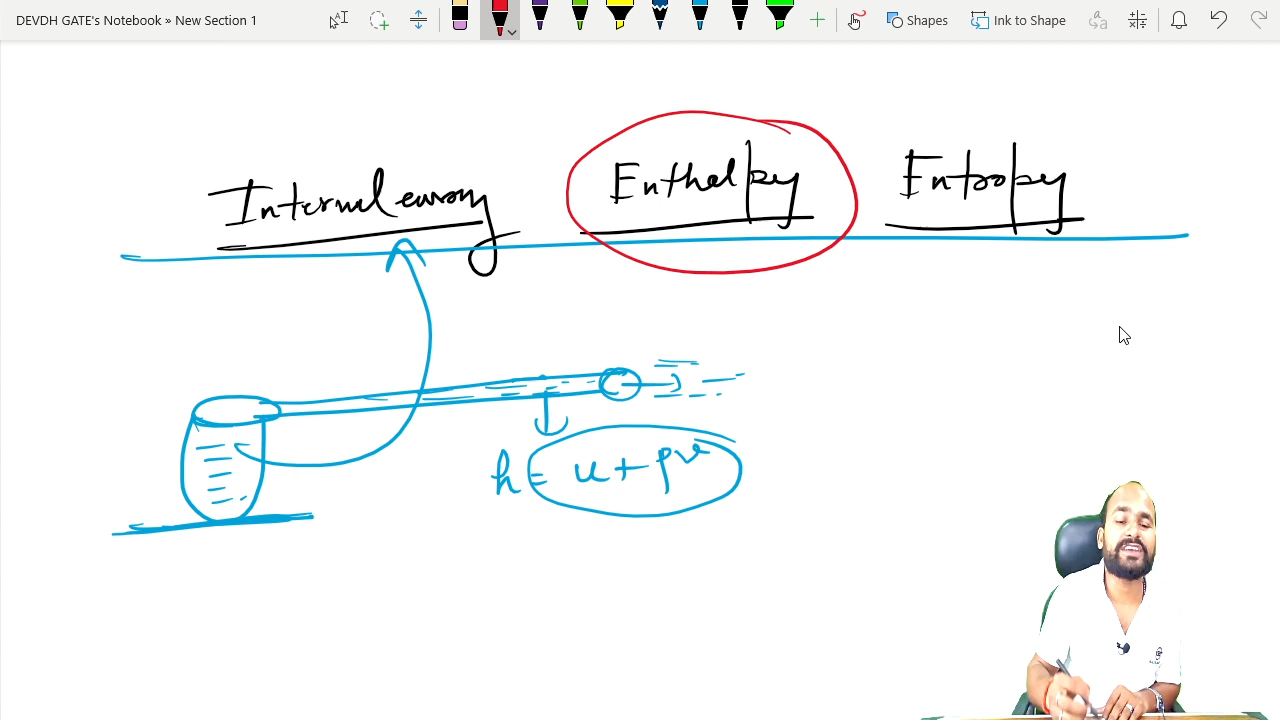 DEVDH GATE's Notebook » New Section 1
Shapes
Ink to Shape
Internal energy Enthalpy Entropy
h = u + pv